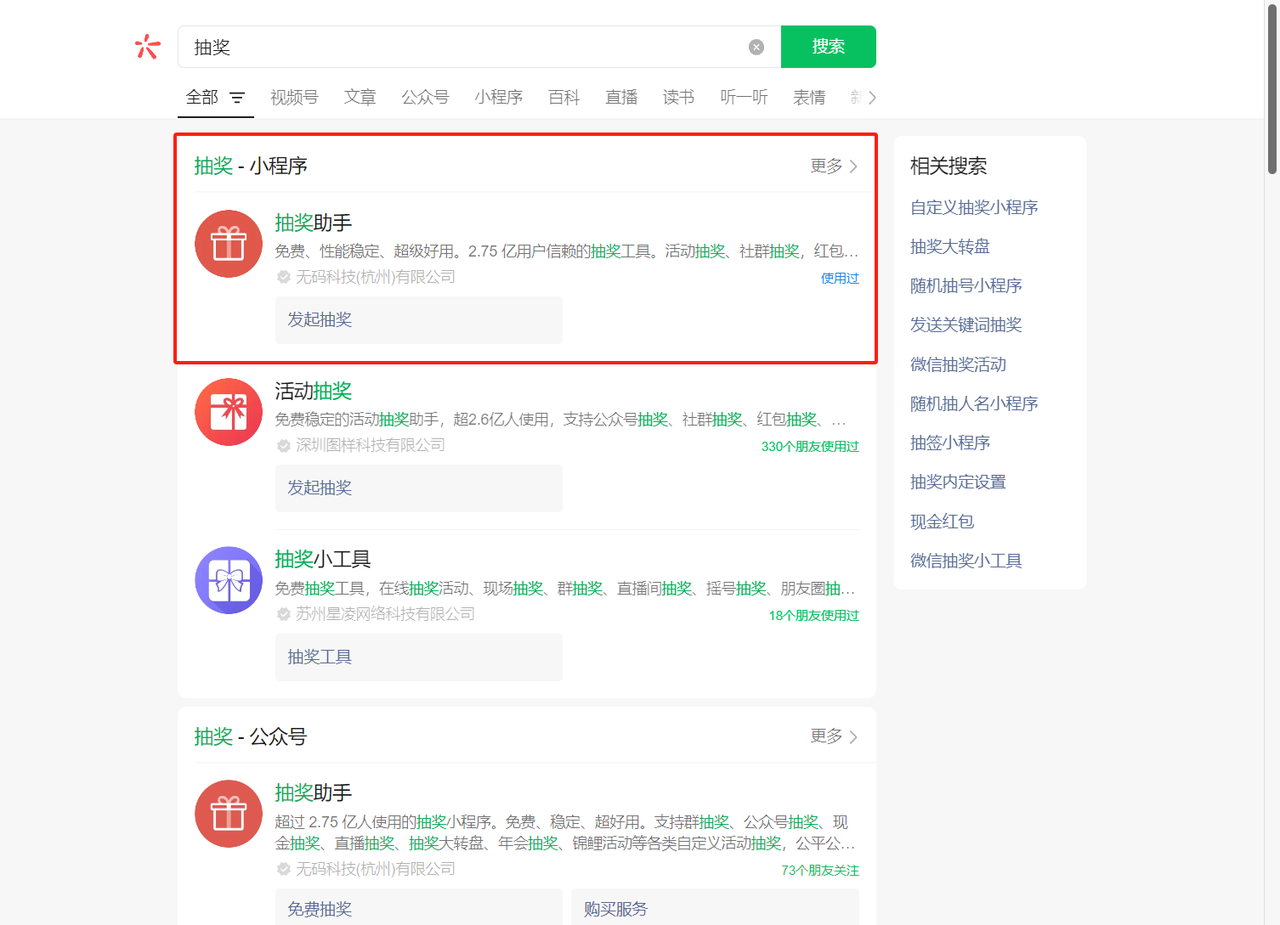 抽奖
搜索
全部 视频号 文章 公众号 小程序 百科 直播 读书 听一听 表情
抽奖 - 小程序
更多
抽奖助手
免费、性能稳定、超级好用。2.75 亿用户信赖的抽奖工具。活动抽奖、社群抽奖，红包…
无码科技(杭州)有限公司
使用过
发起抽奖
活动抽奖
免费稳定的活动抽奖助手，超2.6亿人使用，支持公众号抽奖、社群抽奖、红包抽奖、…
深圳图样科技有限公司
330个朋友使用过
发起抽奖
抽奖小工具
免费抽奖工具，在线抽奖活动、现场抽奖、群抽奖、直播间抽奖、摇号抽奖、朋友圈抽…
苏州星凌网络科技有限公司
18个朋友使用过
抽奖工具
抽奖 - 公众号
更多
抽奖助手
超过 2.75 亿人使用的抽奖小程序。免费、稳定、超好用。支持群抽奖、公众号抽奖、现
金抽奖、直播抽奖、抽奖大转盘、年会抽奖、锦鲤活动等各类自定义活动抽奖，公平公…
无码科技(杭州)有限公司
73个朋友关注
免费抽奖
购买服务
相关搜索
自定义抽奖小程序
抽奖大转盘
随机抽号小程序
发送关键词抽奖
微信抽奖活动
随机抽人名小程序
抽签小程序
抽奖内定设置
现金红包
微信抽奖小工具